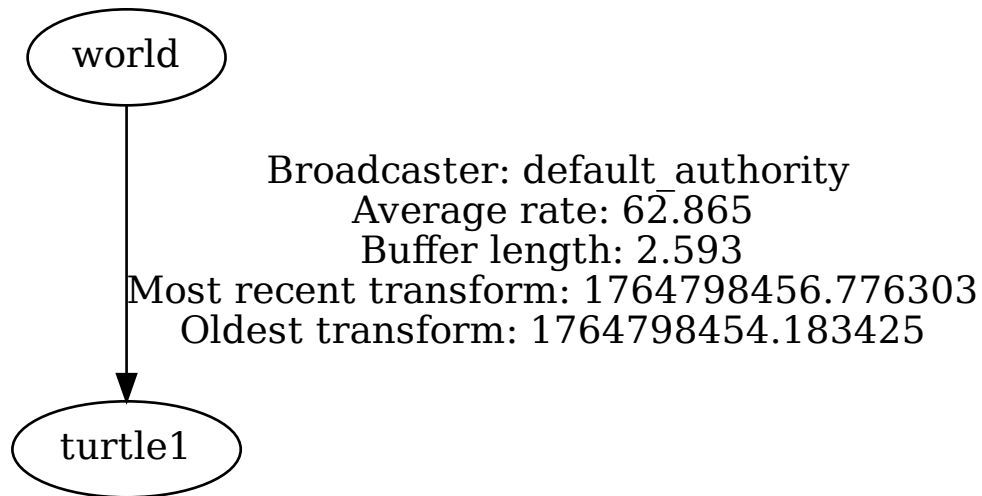 world
Broadcaster: default_authority
Average rate: 62.865
Buffer length: 2.593
Most recent transform: 1764798456.776303
Oldest transform: 1764798454.183425
turtle1